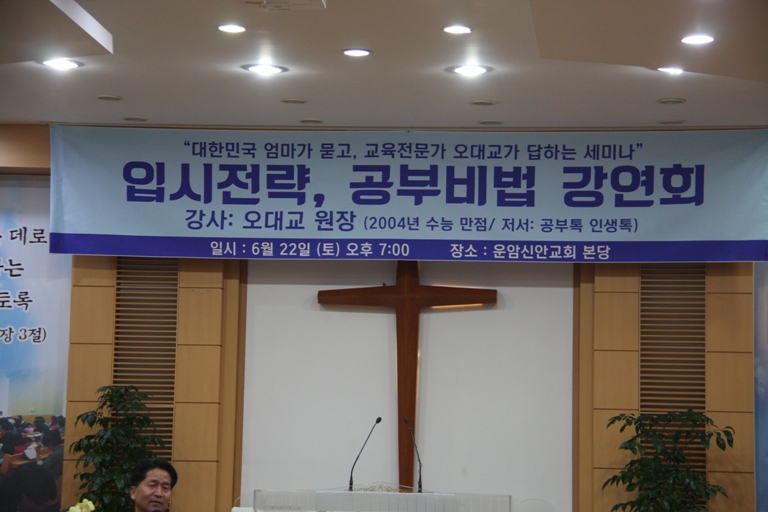 “대한민국 엄마가 묻고, 교육전문가 오대교가 답하는 세미나”
입시전략, 공부비법 강연회
강사: 오대교 원장 (2004년 수능 만점/ 저서: 공부톡 인생톡)
일시 : 6월 22일 (토) 오후 7:00 장소 : 운암신안교회 본당
데로
는
토록
장 3절)